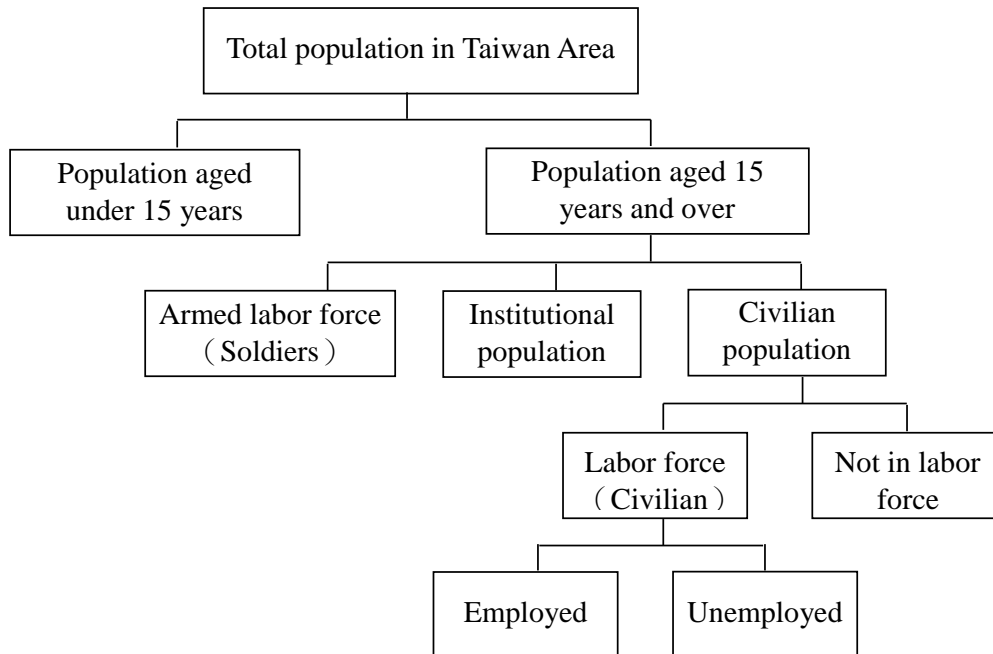 Total population in Taiwan Area
Population aged
under 15 years
Population aged 15
years and over
Armed labor force
（Soldiers）
Institutional
population
Civilian
population
Labor force
（Civilian）
Not in labor
force
Employed
Unemployed